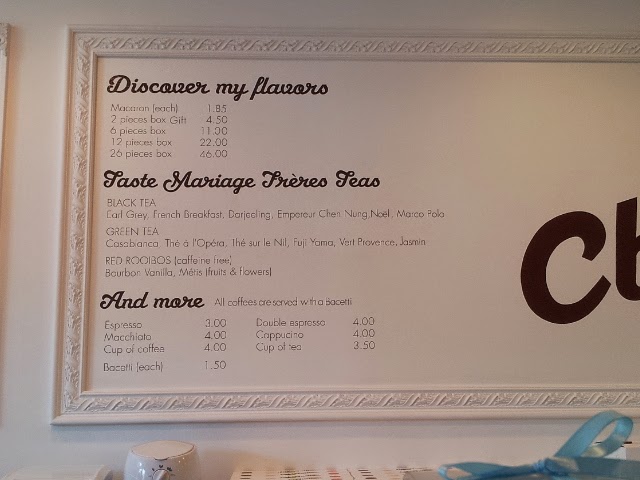 Discover my flavors
Macaron (each) 1.85
2 pieces box Gift 4.50
6 pieces box 11.00
12 pieces box 22.00
26 pieces box 46.00
Taste Mariage Frères Teas
BLACK TEA
Earl Grey, French Breakfast, Darjeeling, Empereur Chen Nung, Noël, Marco Polo
GREEN TEA
Casablanca, Thé à l'Opéra, Thé sur le Nil, Fuji Yama, Vert Provence, Jasmin
RED ROOIBOS (caffeine free)
Bourbon Vanilla, Métis (fruits & flowers)
And more All coffees are served with a Bacetti
Espresso 3.00 Double espresso 4.00
Macchiato 4.00 Cappucino 4.00
Cup of coffee 4.00 Cup of tea 3.50
Bacetti (each) 1.50